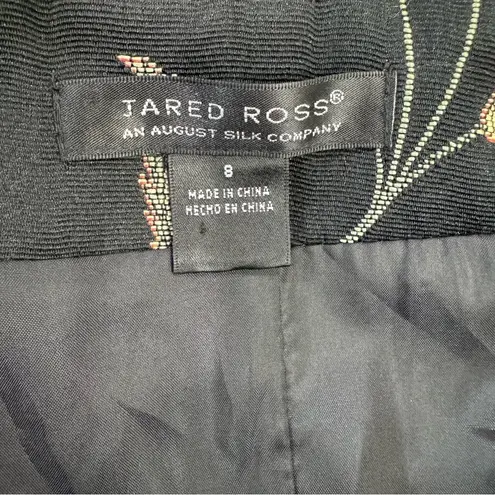 JARED ROSS®
AN AUGUST SILK COMPANY
8
MADE IN CHINA
HECHO EN CHINA